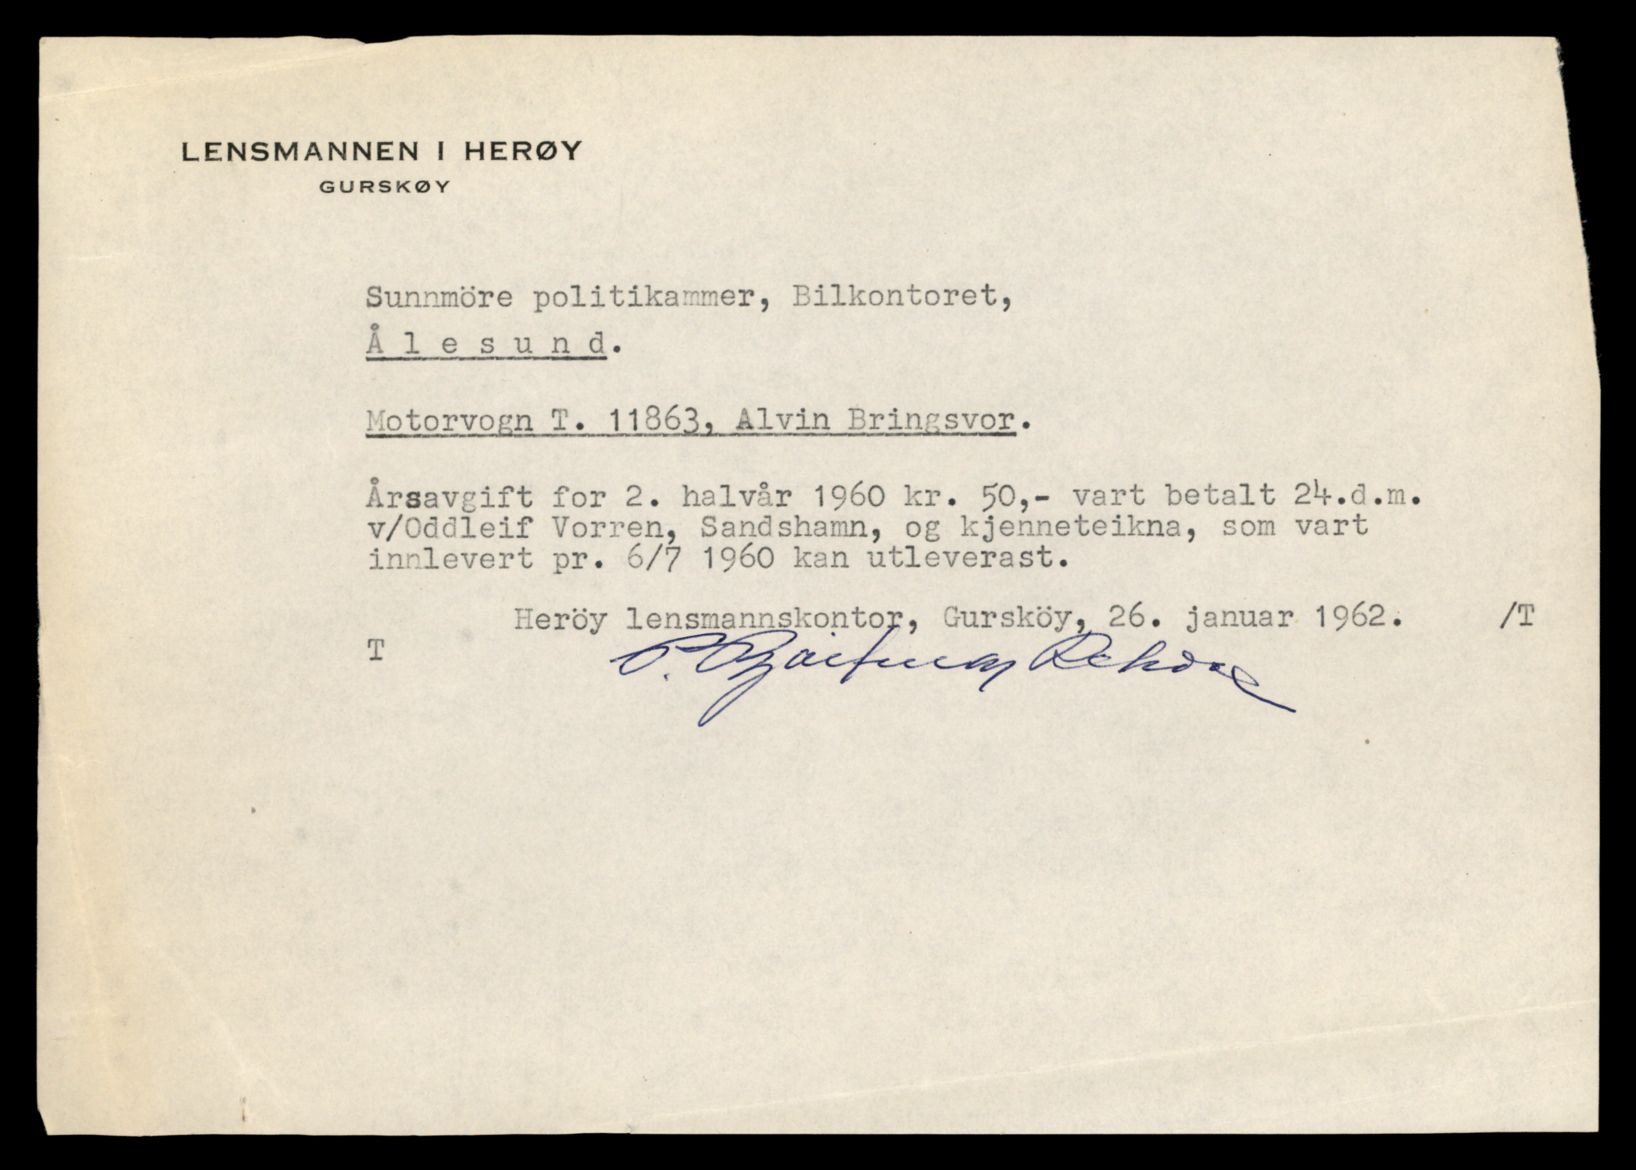 LENSMANNEN I HERØY
GURSKØY
Sunnmöre politikammer, Bilkontoret,
Å l e s u n d.
Motorvogn T. 11863, Alvin Bringsvor.
Årsavgift for 2. halvår 1960 kr. 50,- vart betalt 24.d.m.
v/Oddleif Vorren, Sandshamn, og kjenneteikna, som vart
innlevert pr. 6/7 1960 kan utleverast.
Heröy lensmannskontor, Gursköy, 26. januar 1962. /T
T